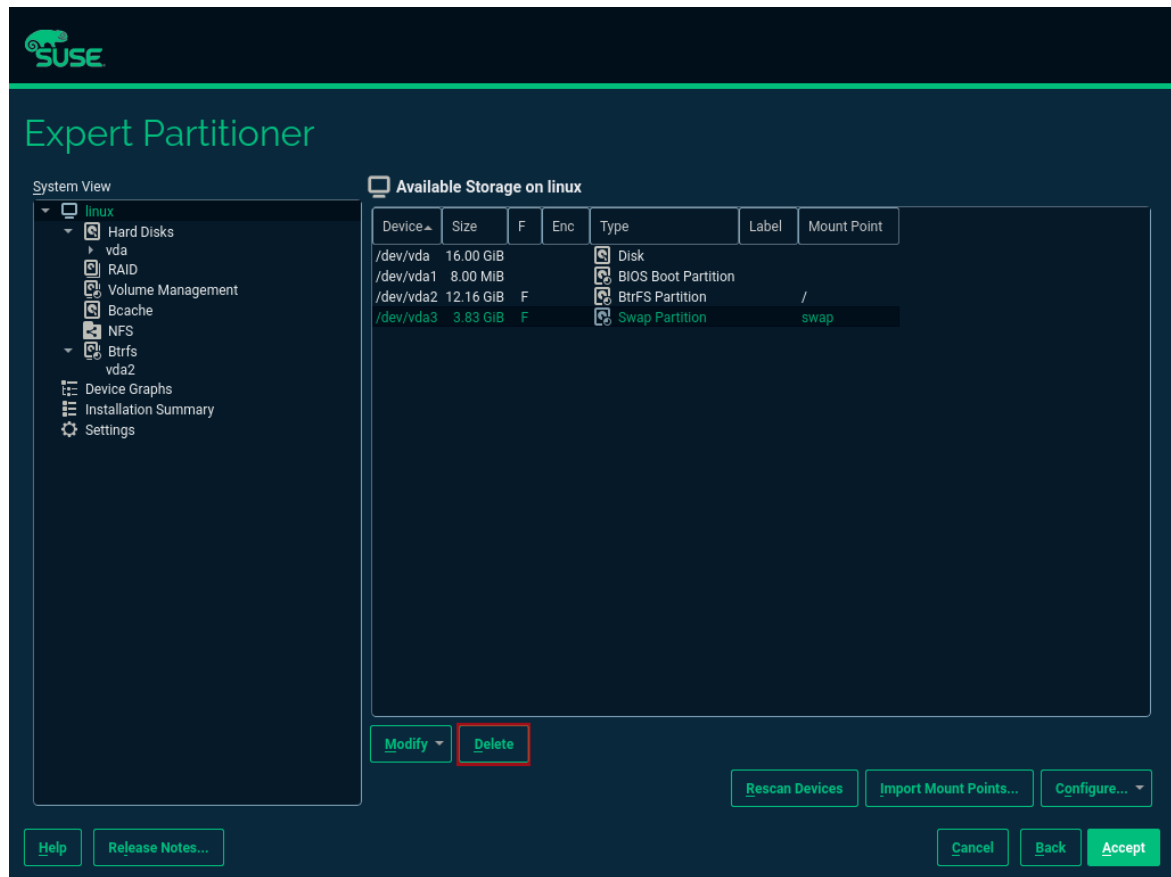 SUSE
Expert Partitioner
System View
linux
Hard Disks
vda
RAID
Volume Management
Bcache
NFS
Btrfs
vda2
Device Graphs
Installation Summary
Settings
Available Storage on linux
Device Size F Enc Type Label Mount Point
/dev/vda 16.00 GiB Disk
/dev/vda1 8.00 MiB BIOS Boot Partition
/dev/vda2 12.16 GiB F BtrFS Partition /
/dev/vda3 3.83 GiB F Swap Partition swap
Modify Delete
Rescan Devices Import Mount Points... Configure...
Help Release Notes... Cancel Back Accept